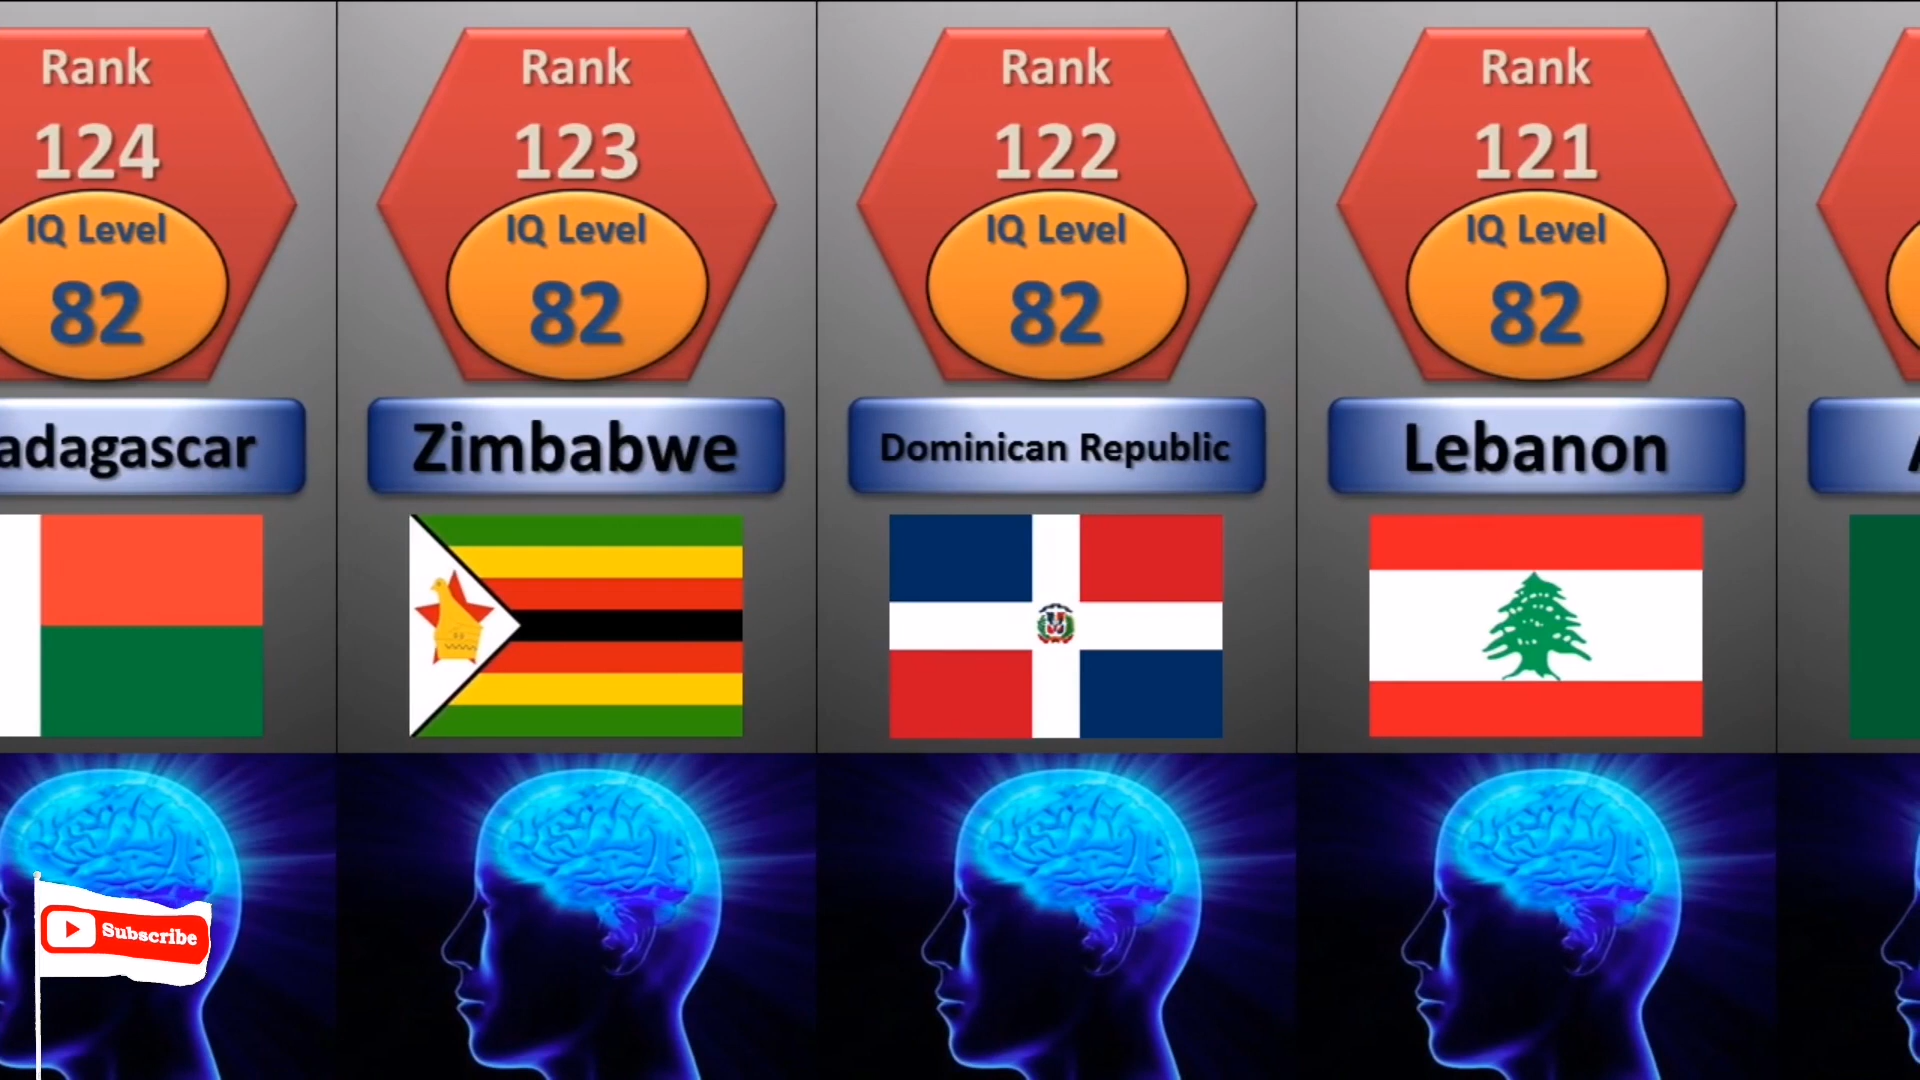 Rank
124
IQ Level
82
adagascar
Rank
123
IQ Level
82
Zimbabwe
Rank
122
IQ Level
82
Dominican Republic
Rank
121
IQ Level
82
Lebanon
Subscribe